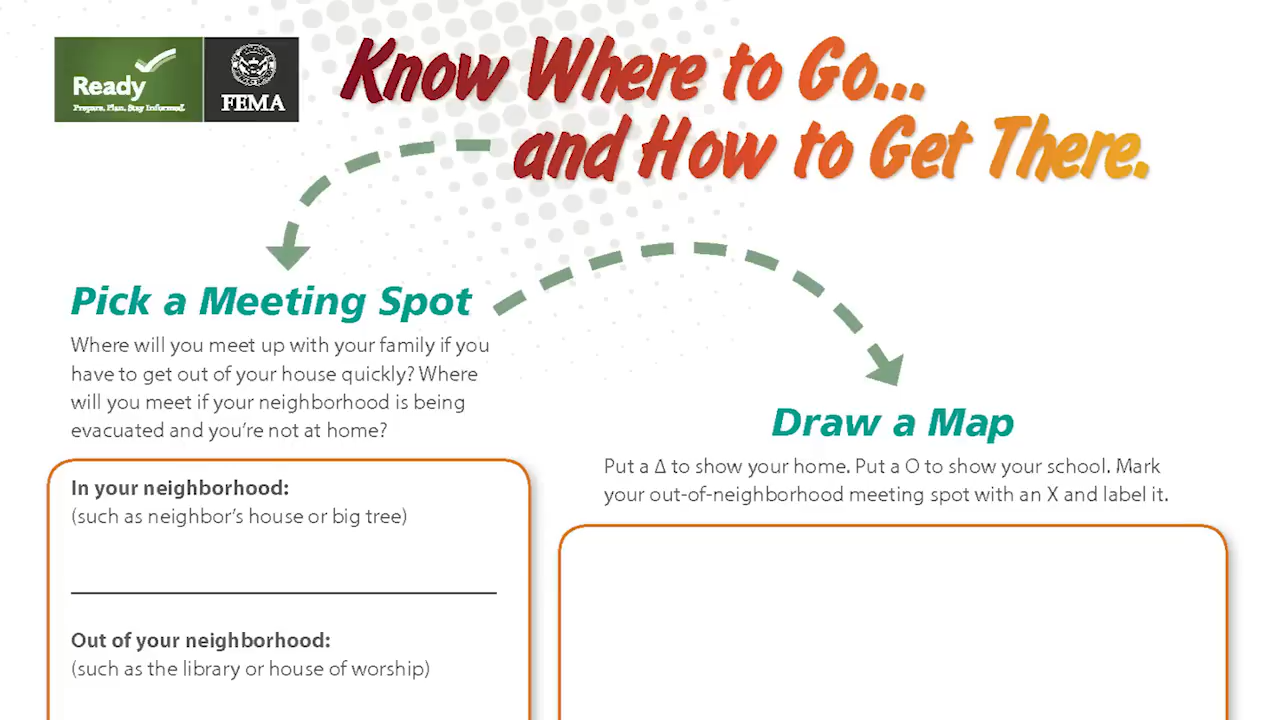 Ready
Prepare. Plan. Stay Informed.
FEMA
Know Where to Go...
and How to Get There.
Pick a Meeting Spot
Where will you meet up with your family if you
have to get out of your house quickly? Where
will you meet if your neighborhood is being
evacuated and you’re not at home?
In your neighborhood:
(such as neighbor’s house or big tree)
Out of your neighborhood:
(such as the library or house of worship)
Draw a Map
Put a Δ to show your home. Put a O to show your school. Mark
your out-of-neighborhood meeting spot with an X and label it.